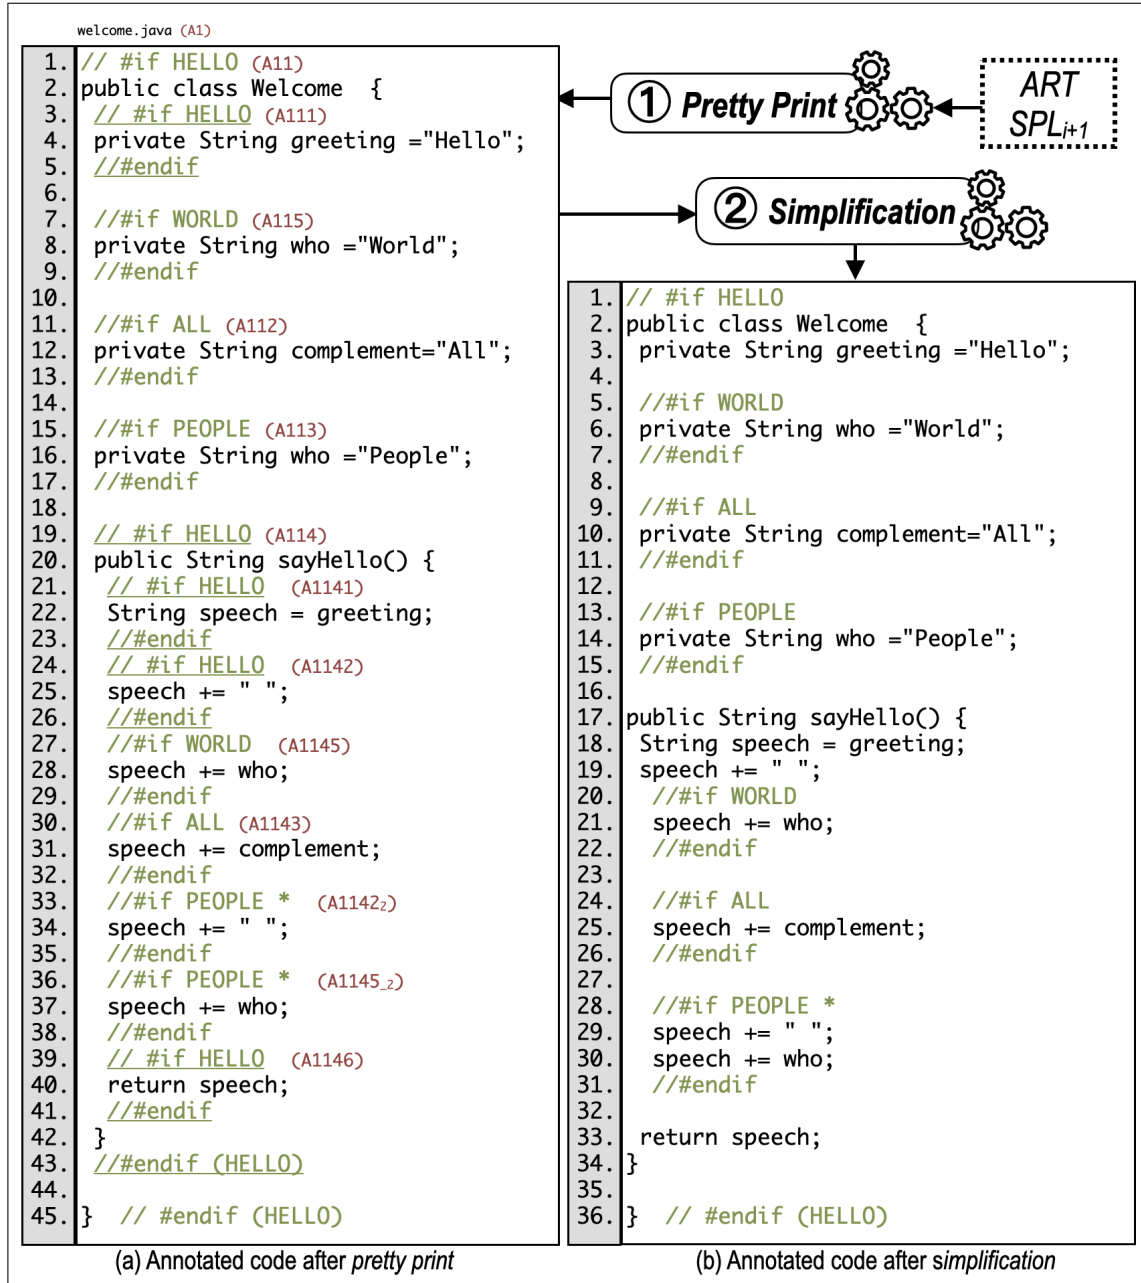 welcome.java (A1)
1. // #if HELLO (A11)
2. public class Welcome  {
3. // #if HELLO (A111)
4. private String greeting ="Hello";
5. //#endif
6.
7. //#if WORLD (A115)
8. private String who ="World";
9. //#endif
10.
11. //#if ALL (A112)
12. private String complement="All";
13. //#endif
14.
15. //#if PEOPLE (A113)
16. private String who ="People";
17. //#endif
18.
19. // #if HELLO (A114)
20. public String sayHello() {
21. // #if HELLO  (A1141)
22. String speech = greeting;
23. //#endif
24. // #if HELLO  (A1142)
25. speech += " ";
26. //#endif
27. //#if WORLD  (A1145)
28. speech += who;
29. //#endif
30. //#if ALL (A1143)
31. speech += complement;
32. //#endif
33. //#if PEOPLE *  (A1142₂)
34. speech += " ";
35. //#endif
36. //#if PEOPLE *  (A1145_₂)
37. speech += who;
38. //#endif
39. // #if HELLO  (A1146)
40. return speech;
41. //#endif
42. }
43. //#endif (HELLO)
44.
45. }  // #endif (HELLO)
(a) Annotated code after pretty print
① Pretty Print
ART
SPLi+1
② Simplification
1. // #if HELLO
2. public class Welcome  {
3. private String greeting ="Hello";
4.
5. //#if WORLD
6. private String who ="World";
7. //#endif
8.
9. //#if ALL
10. private String complement="All";
11. //#endif
12.
13. //#if PEOPLE
14. private String who ="People";
15. //#endif
16.
17. public String sayHello() {
18. String speech = greeting;
19. speech += " ";
20. //#if WORLD
21. speech += who;
22. //#endif
23.
24. //#if ALL
25. speech += complement;
26. //#endif
27.
28. //#if PEOPLE *
29. speech += " ";
30. speech += who;
31. //#endif
32.
33. return speech;
34. }
35.
36. }  // #endif (HELLO)
(b) Annotated code after simplification